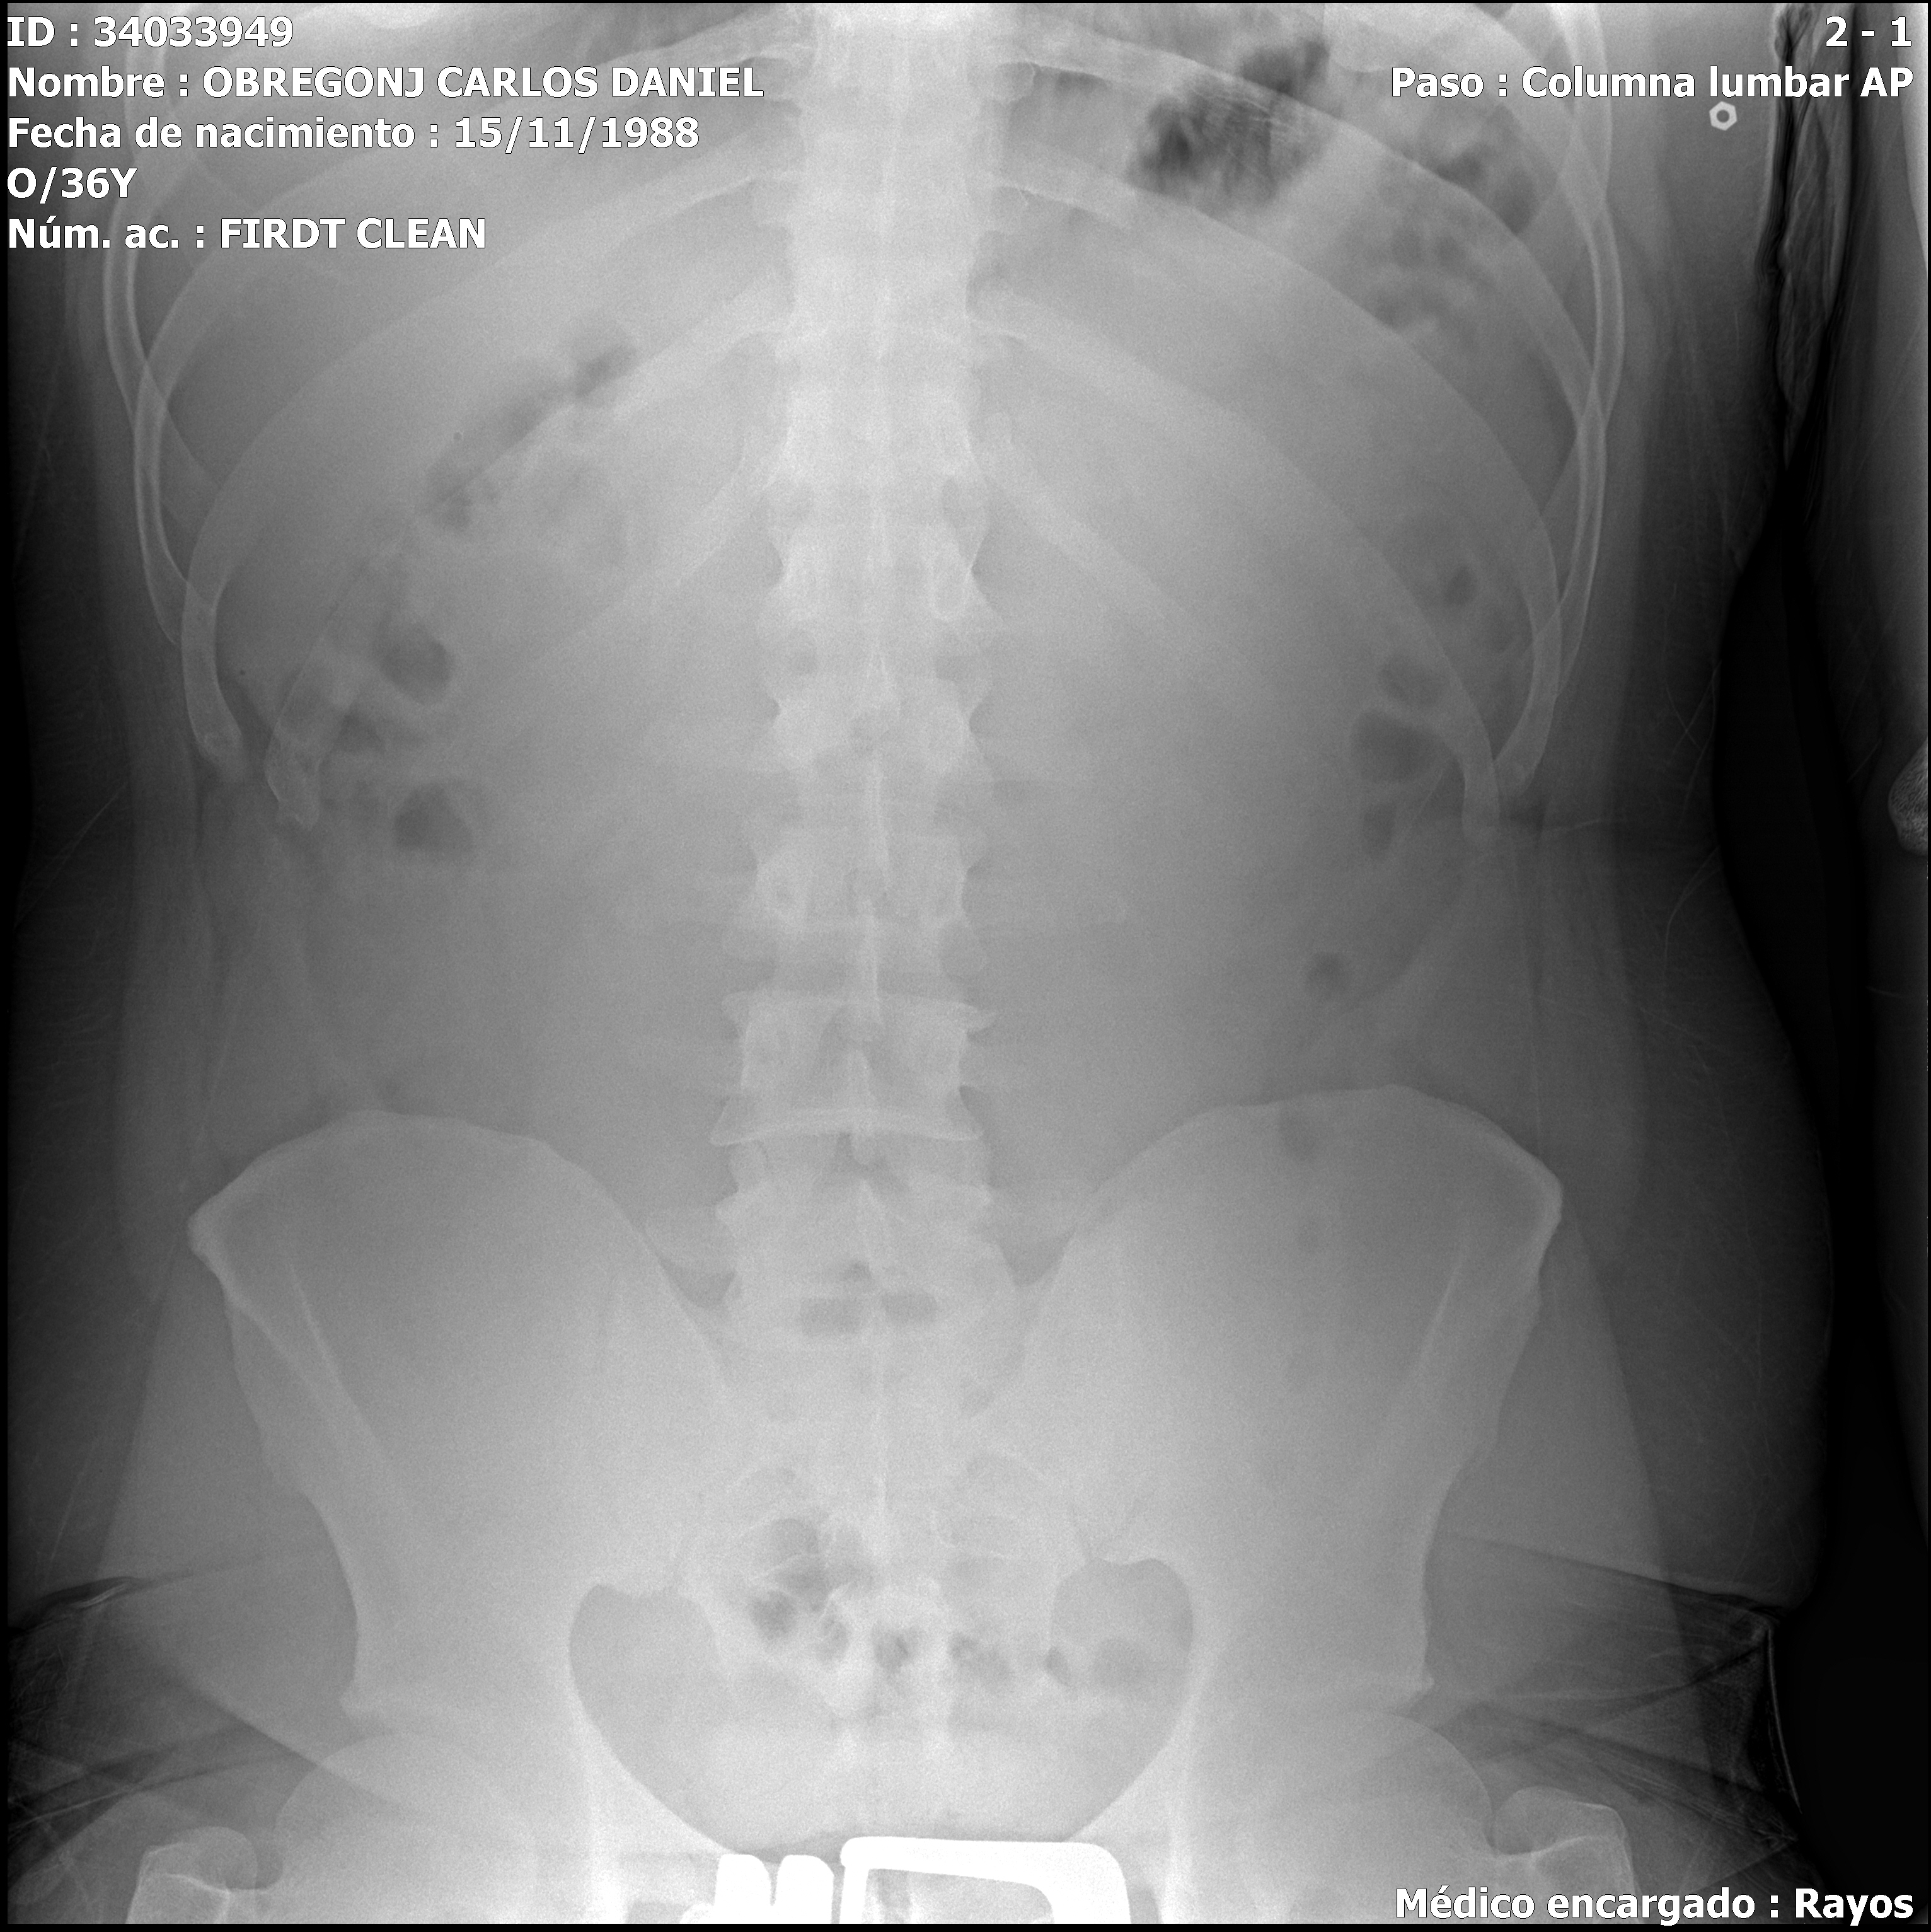 ID : 34033949
Nombre : OBREGONJ CARLOS DANIEL
Fecha de nacimiento : 15/11/1988
O/36Y
Núm. ac. : FIRDT CLEAN
2 - 1
Paso : Columna lumbar AP
Médico encargado : Rayos